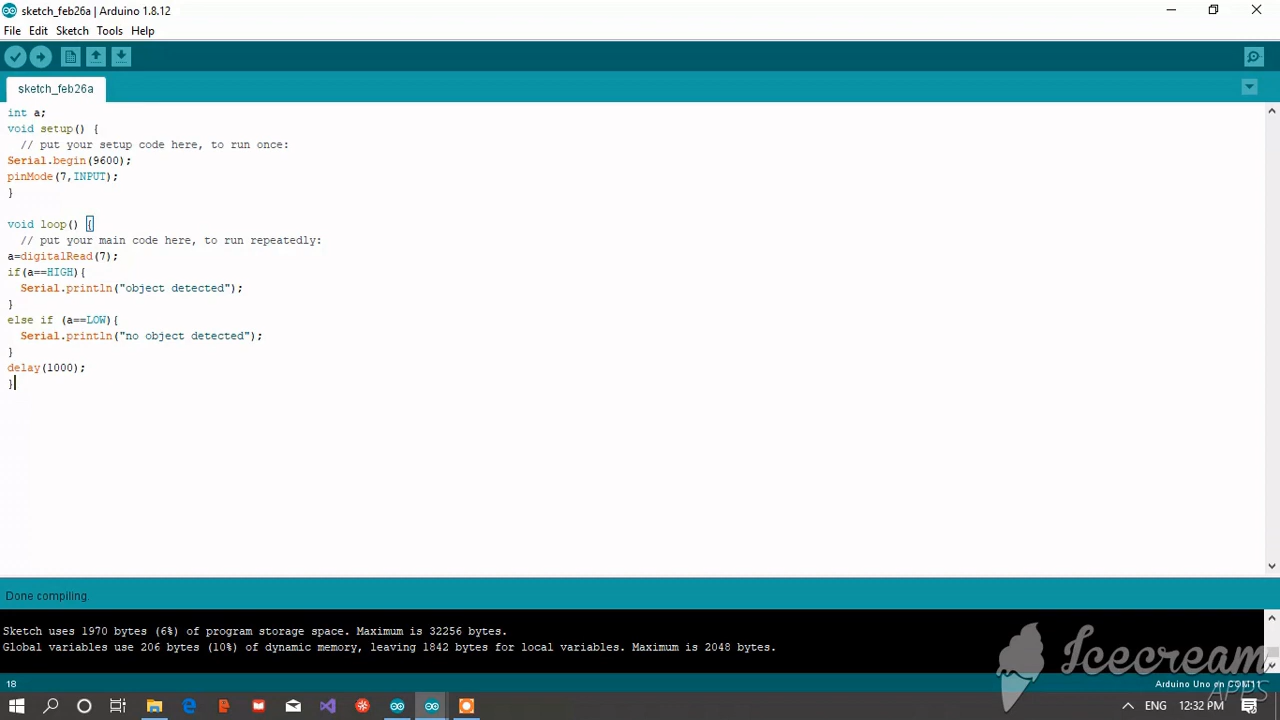 sketch_feb26a | Arduino 1.8.12
File Edit Sketch Tools Help
sketch_feb26a
int a;
void setup() {
  // put your setup code here, to run once:
Serial.begin(9600);
pinMode(7,INPUT);
}
void loop() {
  // put your main code here, to run repeatedly:
a=digitalRead(7);
if(a==HIGH){
  Serial.println("object detected");
}
else if (a==LOW){
  Serial.println("no object detected");
}
delay(1000);
}
Done compiling.
Sketch uses 1970 bytes (6%) of program storage space. Maximum is 32256 bytes.
Global variables use 206 bytes (10%) of dynamic memory, leaving 1842 bytes for local variables. Maximum is 2048 bytes.
Icecream
APPS
18 Arduino Uno on COM11
ENG 12:32 PM